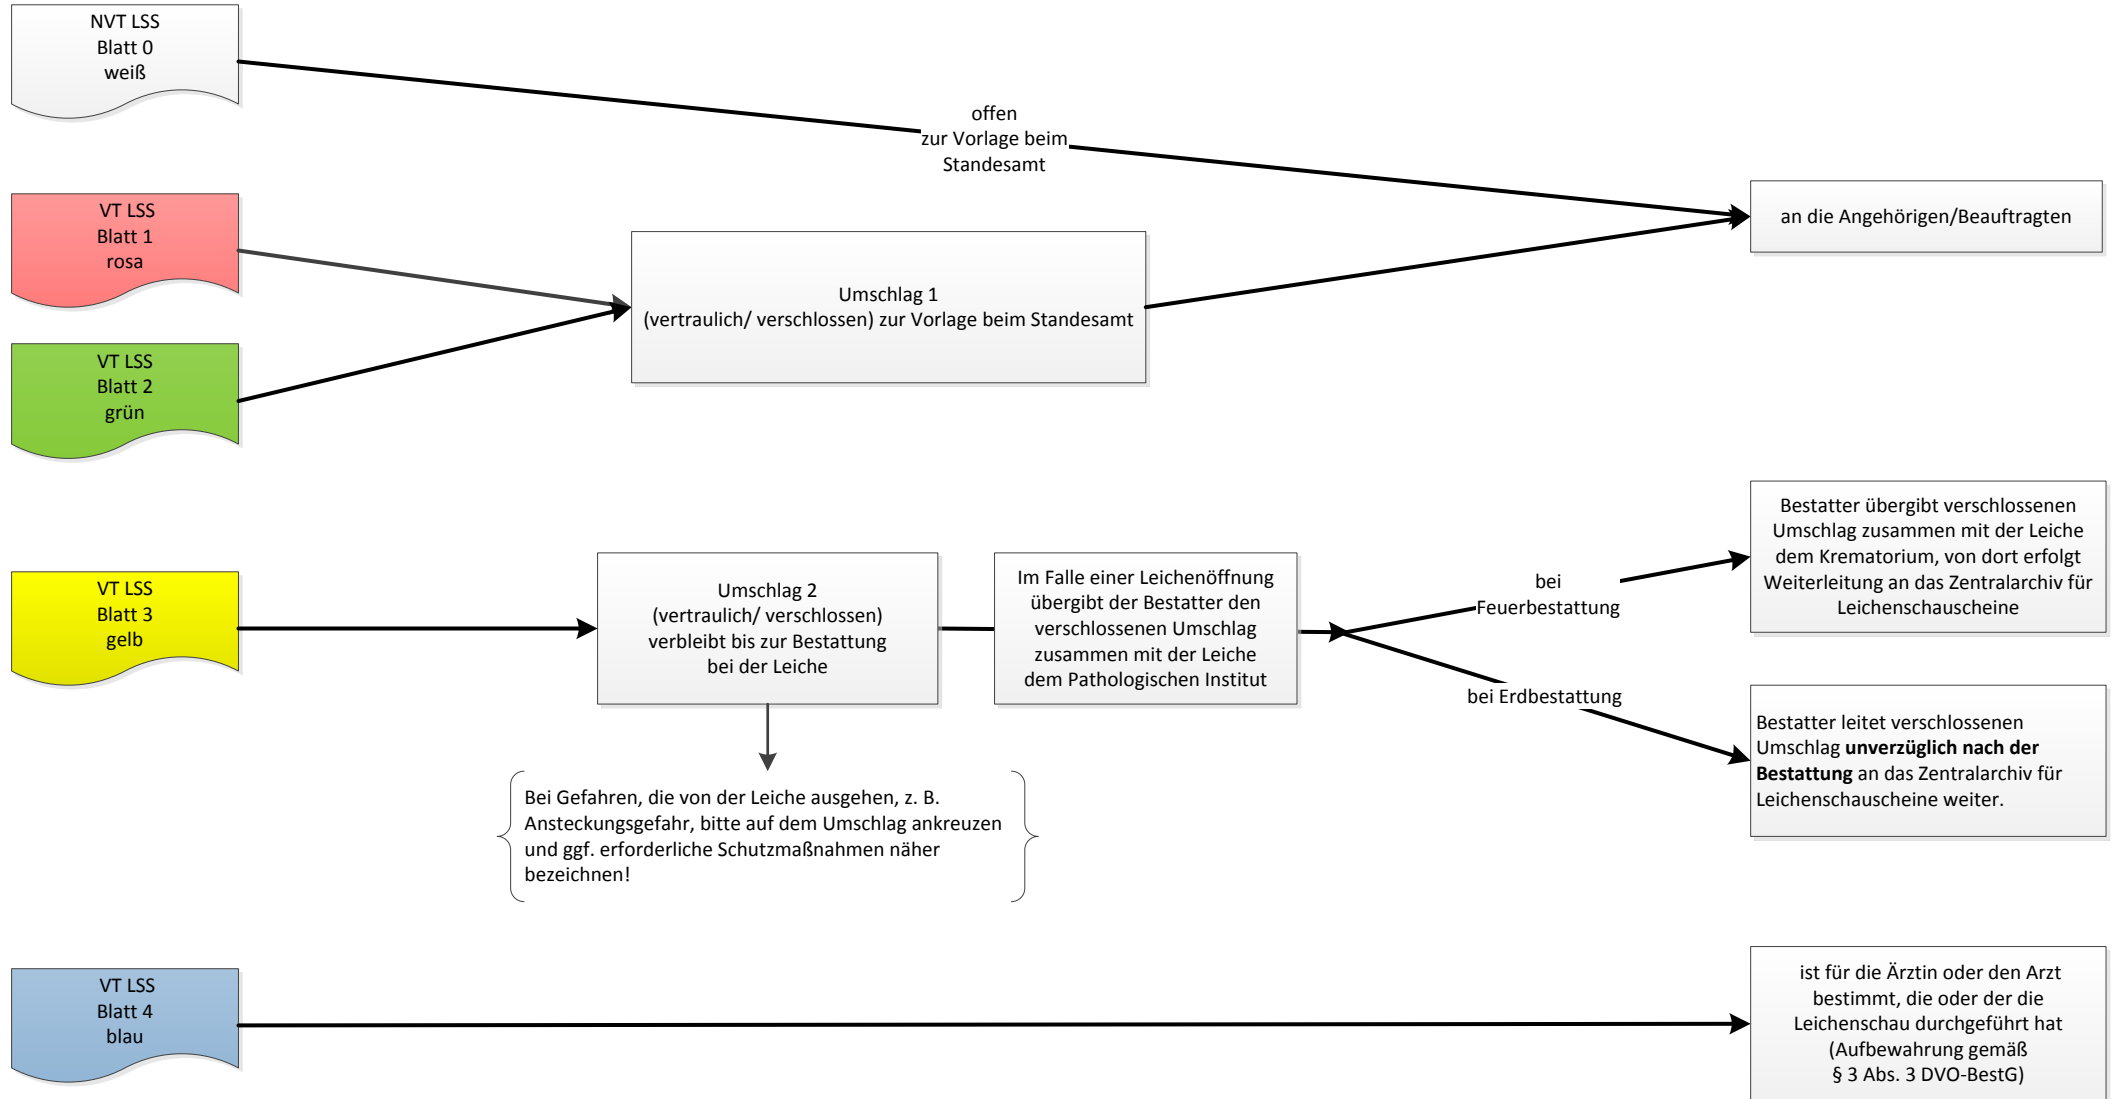 NVT LSS
Blatt 0
weiß
offen
zur Vorlage beim
Standesamt
an die Angehörigen/Beauftragten
VT LSS
Blatt 1
rosa
Umschlag 1
(vertraulich/ verschlossen) zur Vorlage beim Standesamt
VT LSS
Blatt 2
grün
VT LSS
Blatt 3
gelb
Umschlag 2
(vertraulich/ verschlossen)
verbleibt bis zur Bestattung
bei der Leiche
Im Falle einer Leichenöffnung
übergibt der Bestatter den
verschlossenen Umschlag
zusammen mit der Leiche
dem Pathologischen Institut
bei
Feuerbestattung
Bestatter übergibt verschlossenen
Umschlag zusammen mit der Leiche
dem Krematorium, von dort erfolgt
Weiterleitung an das Zentralarchiv für
Leichenschauscheine
bei Erdbestattung
Bestatter leitet verschlossenen
Umschlag unverzüglich nach der
Bestattung an das Zentralarchiv für
Leichenschauscheine weiter.
Bei Gefahren, die von der Leiche ausgehen, z. B.
Ansteckungsgefahr, bitte auf dem Umschlag ankreuzen
und ggf. erforderliche Schutzmaßnahmen näher
bezeichnen!
VT LSS
Blatt 4
blau
ist für die Ärztin oder den Arzt
bestimmt, die oder der die
Leichenschau durchgeführt hat
(Aufbewahrung gemäß
§ 3 Abs. 3 DVO-BestG)